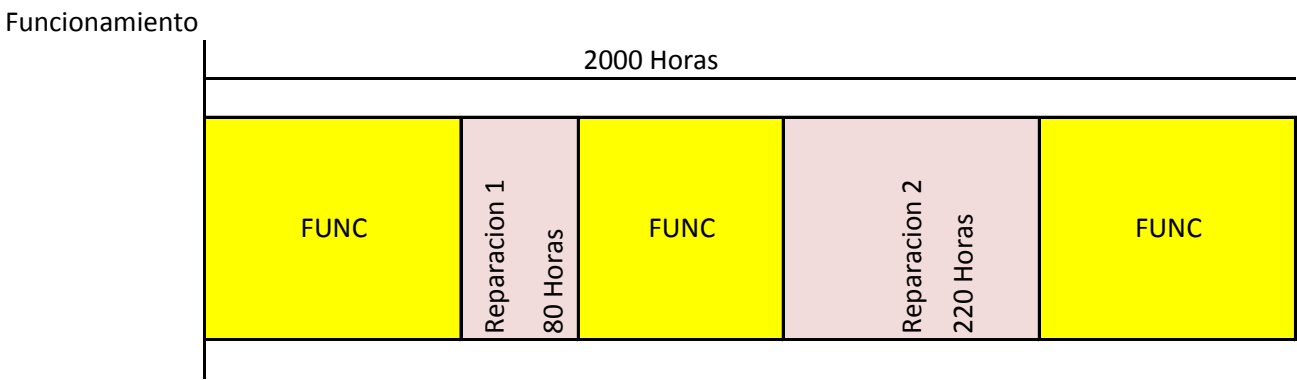 Funcionamiento
2000 Horas
FUNC
Reparacion 1
80 Horas
FUNC
Reparacion 2
220 Horas
FUNC